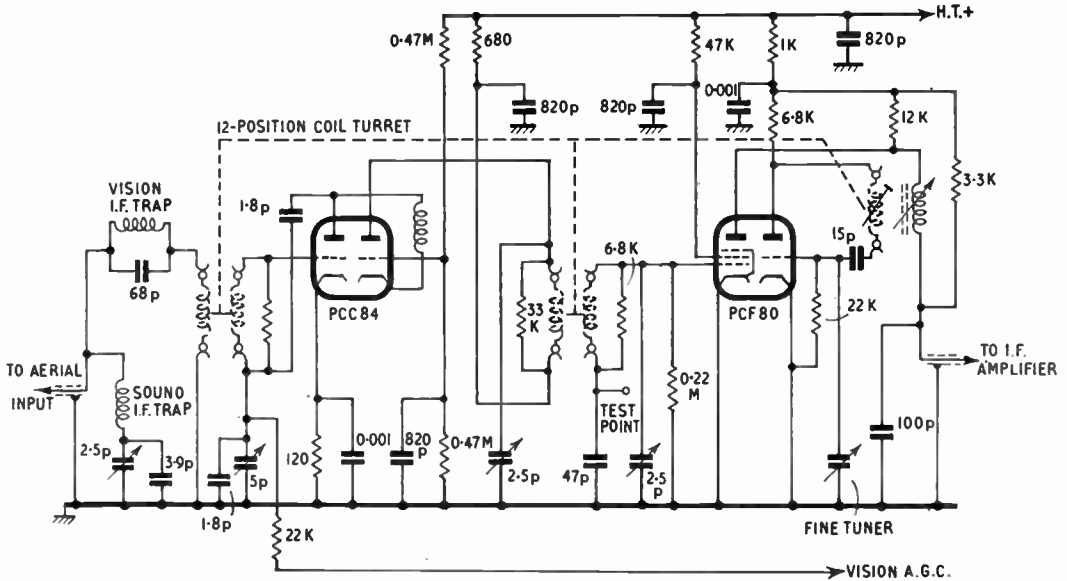 H.T.+
0·47M
680
47K
1K
820p
820p
820p
0·001
6·8K
12K
12-POSITION COIL TURRET
3·3K
VISION
I.F. TRAP
1·8p
68p
6·8K
15p
PCC84
33
K
PCF80
22K
TO AERIAL
INPUT
SOUND
I.F. TRAP
TO I.F.
AMPLIFIER
TEST
POINT
0·22
M
2·5p
3·9p
5p
120
0·001
820
p
0·47M
2·5p
47p
2·5
p
100p
1·8p
FINE TUNER
22K
VISION A.G.C.